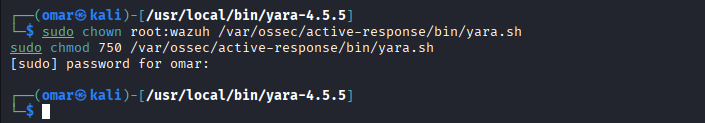 ┌──(omar㉿kali)-[/usr/local/bin/yara-4.5.5]
└─$ sudo chown root:wazuh /var/ossec/active-response/bin/yara.sh
sudo chmod 750 /var/ossec/active-response/bin/yara.sh
[sudo] password for omar:
┌──(omar㉿kali)-[/usr/local/bin/yara-4.5.5]
└─$